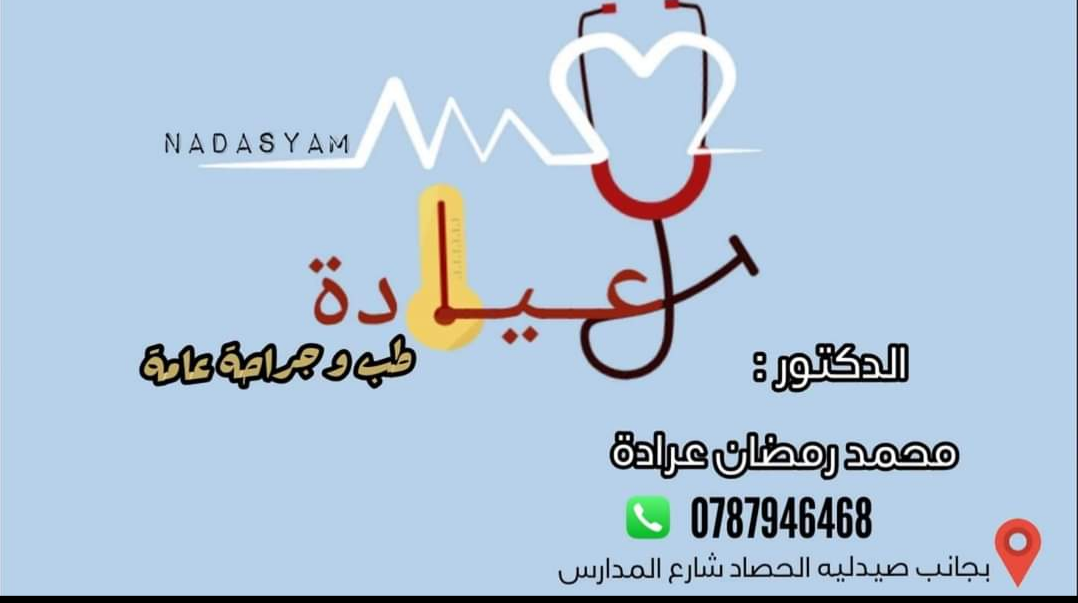 NADASYAM
عيادة
طب و جراحة عامة
الدكتور :
محمد رمضان عرادة
0787946468
بجانب صيدليه الحصاد شارع المدارس